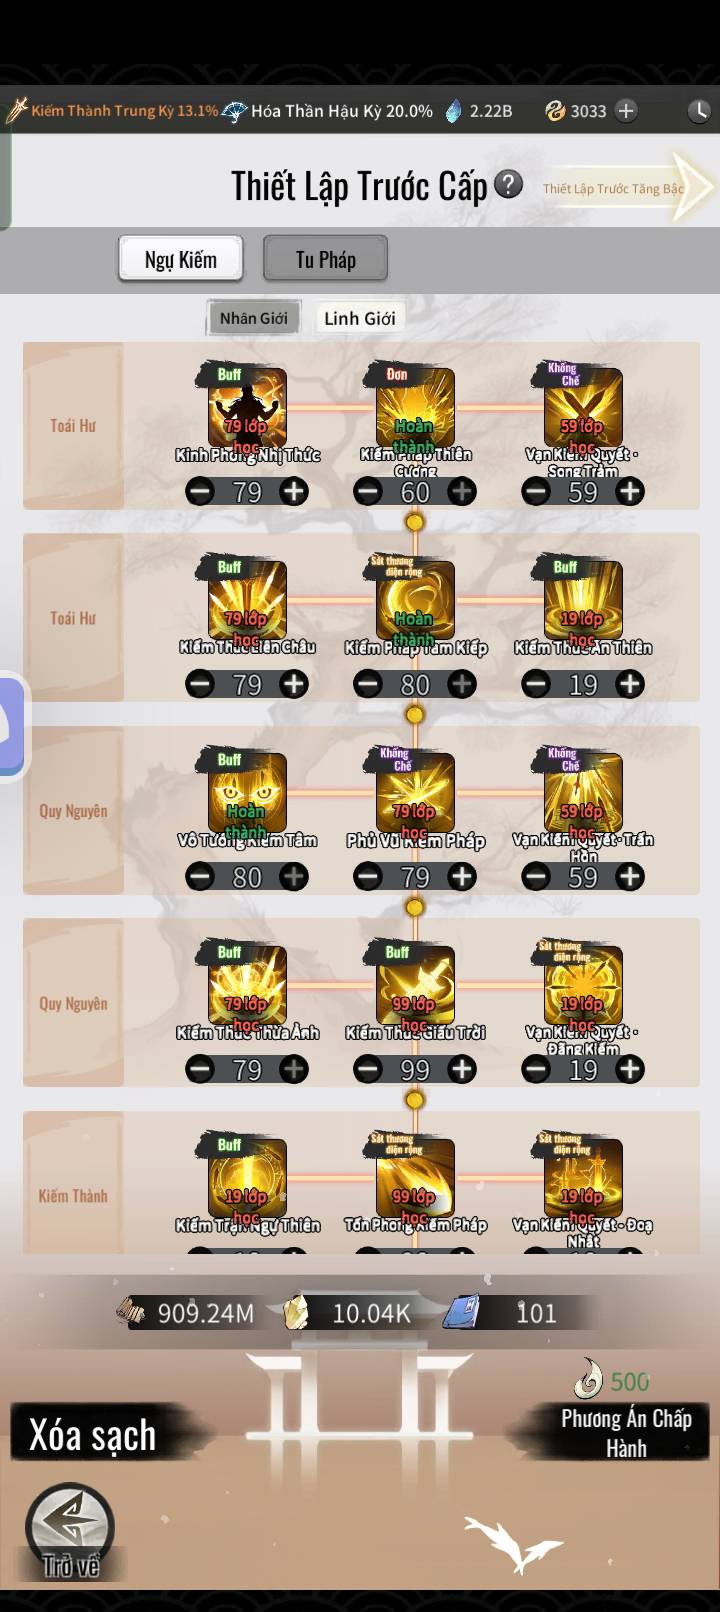 Kiếm Thành Trung Kỳ 13.1% Hóa Thần Hậu Kỳ 20.0% 2.22B 3033
Thiết Lập Trước Cấp ?
Thiết Lập Trước Tăng Bậc
Ngự Kiếm Tu Pháp
Nhân Giới Linh Giới
Toái Hư
Buff
79 lớp
học
Kinh Phong Nhị Thức
79
Đơn
Hoàn
thành
Kiếm Pháp Thiên
Cương
60
Khống
Chế
59 lớp
học
Vạn Kiếm Quyết -
Song Trảm
59
Toái Hư
Buff
79 lớp
học
Kiếm Thức Liên Châu
79
Sát thương
diện rộng
Hoàn
thành
Kiếm Pháp Tam Kiếp
80
Buff
19 lớp
học
Kiếm Thức Ẩn Thiên
19
Quy Nguyên
Buff
Hoàn
thành
Vô Tướng Kiếm Tâm
80
Khống
Chế
79 lớp
học
Phù Vũ Kiếm Pháp
79
Khống
Chế
59 lớp
học
Vạn Kiếm Quyết - Trấn
Hồn
59
Quy Nguyên
Buff
79 lớp
học
Kiếm Thức Thừa Ảnh
79
Buff
99 lớp
học
Kiếm Thức Giấu Trời
99
Sát thương
diện rộng
19 lớp
học
Vạn Kiếm Quyết -
Đãng Kiếm
19
Kiếm Thành
Buff
19 lớp
học
Kiếm Trận Ngự Thiên
Sát thương
diện rộng
99 lớp
học
Tốn Phong Kiếm Pháp
Sát thương
diện rộng
19 lớp
học
Vạn Kiếm Quyết - Đoạ
Nhật
909.24M 10.04K 101
500
Xóa sạch
Phương Án Chấp
Hành
Trở về